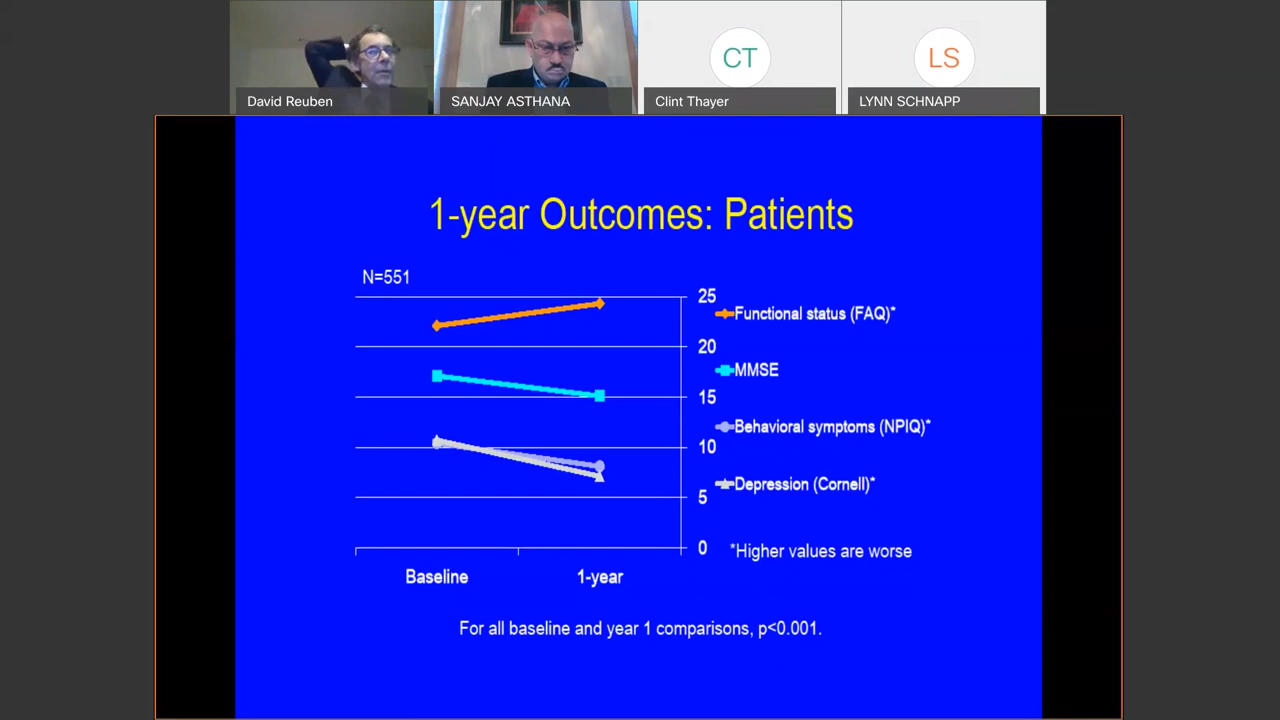 CT
LS
David Reuben
SANJAY ASTHANA
Clint Thayer
LYNN SCHNAPP
1-year Outcomes: Patients
N=551
25
20
15
10
5
0
Functional status (FAQ)*
MMSE
Behavioral symptoms (NPIQ)*
Depression (Cornell)*
*Higher values are worse
Baseline
1-year
For all baseline and year 1 comparisons, p<0.001.